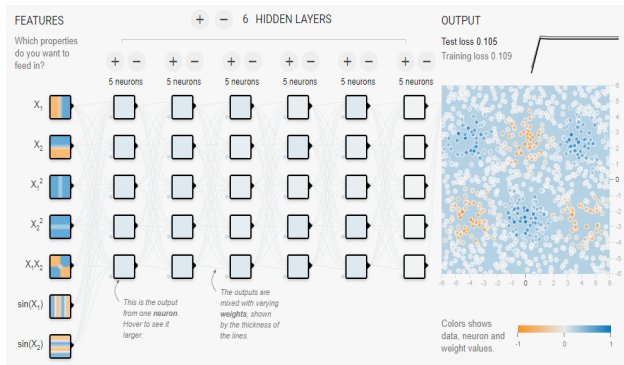 FEATURES
+ − 6 HIDDEN LAYERS
OUTPUT
Which properties
do you want to
feed in?
Test loss 0.105
Training loss 0.109
+ − + − + − + − + − + −
5 neurons 5 neurons 5 neurons 5 neurons 5 neurons 5 neurons
X₁
X₂
X₁²
X₂²
X₁X₂
sin(X₁)
sin(X₂)
This is the output
from one neuron.
Hover to see it
larger.
The outputs are
mixed with varying
weights, shown
by the thickness of
the lines.
6
5
4
3
2
1
0
-1
-2
-3
-4
-5
-6
-6 -5 -4 -3 -2 -1 0 1 2 3 4 5 6
Colors shows
data, neuron and
weight values.
-1 0 1